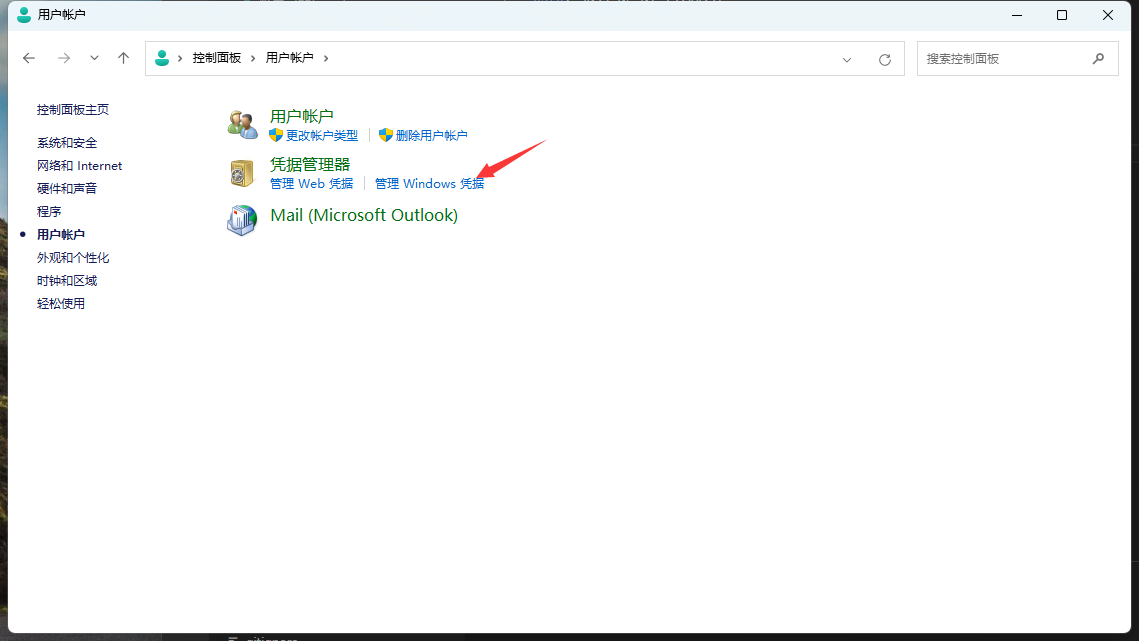 用户帐户
控制面板 › 用户帐户 ›
搜索控制面板
控制面板主页
系统和安全
网络和 Internet
硬件和声音
程序
用户帐户
外观和个性化
时钟和区域
轻松使用
用户帐户
更改帐户类型 删除用户帐户
凭据管理器
管理 Web 凭据 管理 Windows 凭据
Mail (Microsoft Outlook)